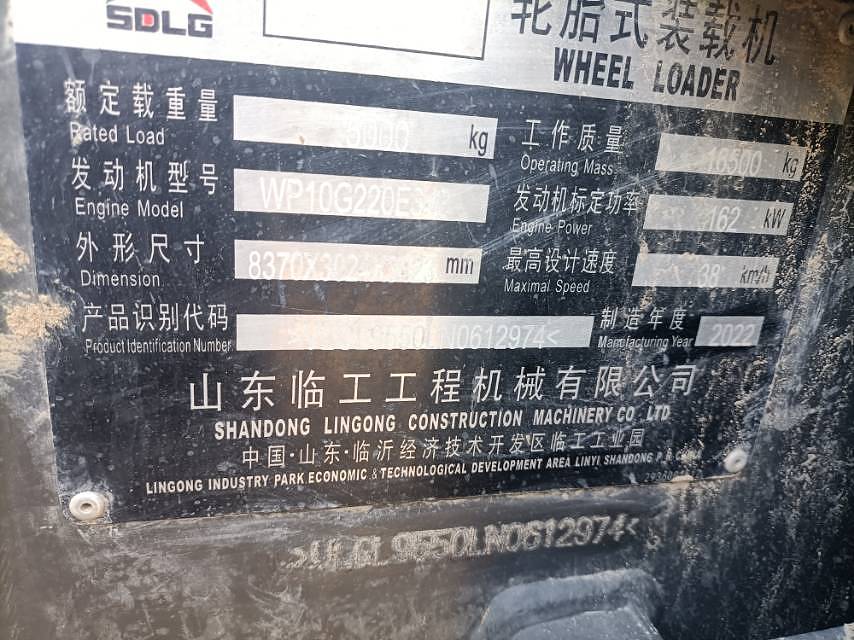 SDLG
轮胎式装载机
WHEEL LOADER
额定载重量
Rated Load
kg
工作质量
Operating Mass
16500 kg
发动机型号
Engine Model
WP10G220E
发动机标定功率
Engine Power
162 kW
外形尺寸
Dimension
mm
最高设计速度
Maximal Speed
38 km/h
产品识别代码
Product Identification Number
0612974<
制造年度
Manufacturing Year
2022
山东临工工程机械有限公司
SHANDONG LINGONG CONSTRUCTION MACHINERY CO LTD
中国·山东·临沂经济技术开发区临工工业园
LINGONG INDUSTRY PARK ECONOMIC & TECHNOLOGICAL DEVELOPMENT AREA LINYI SHANDONG
9550LN0612974<